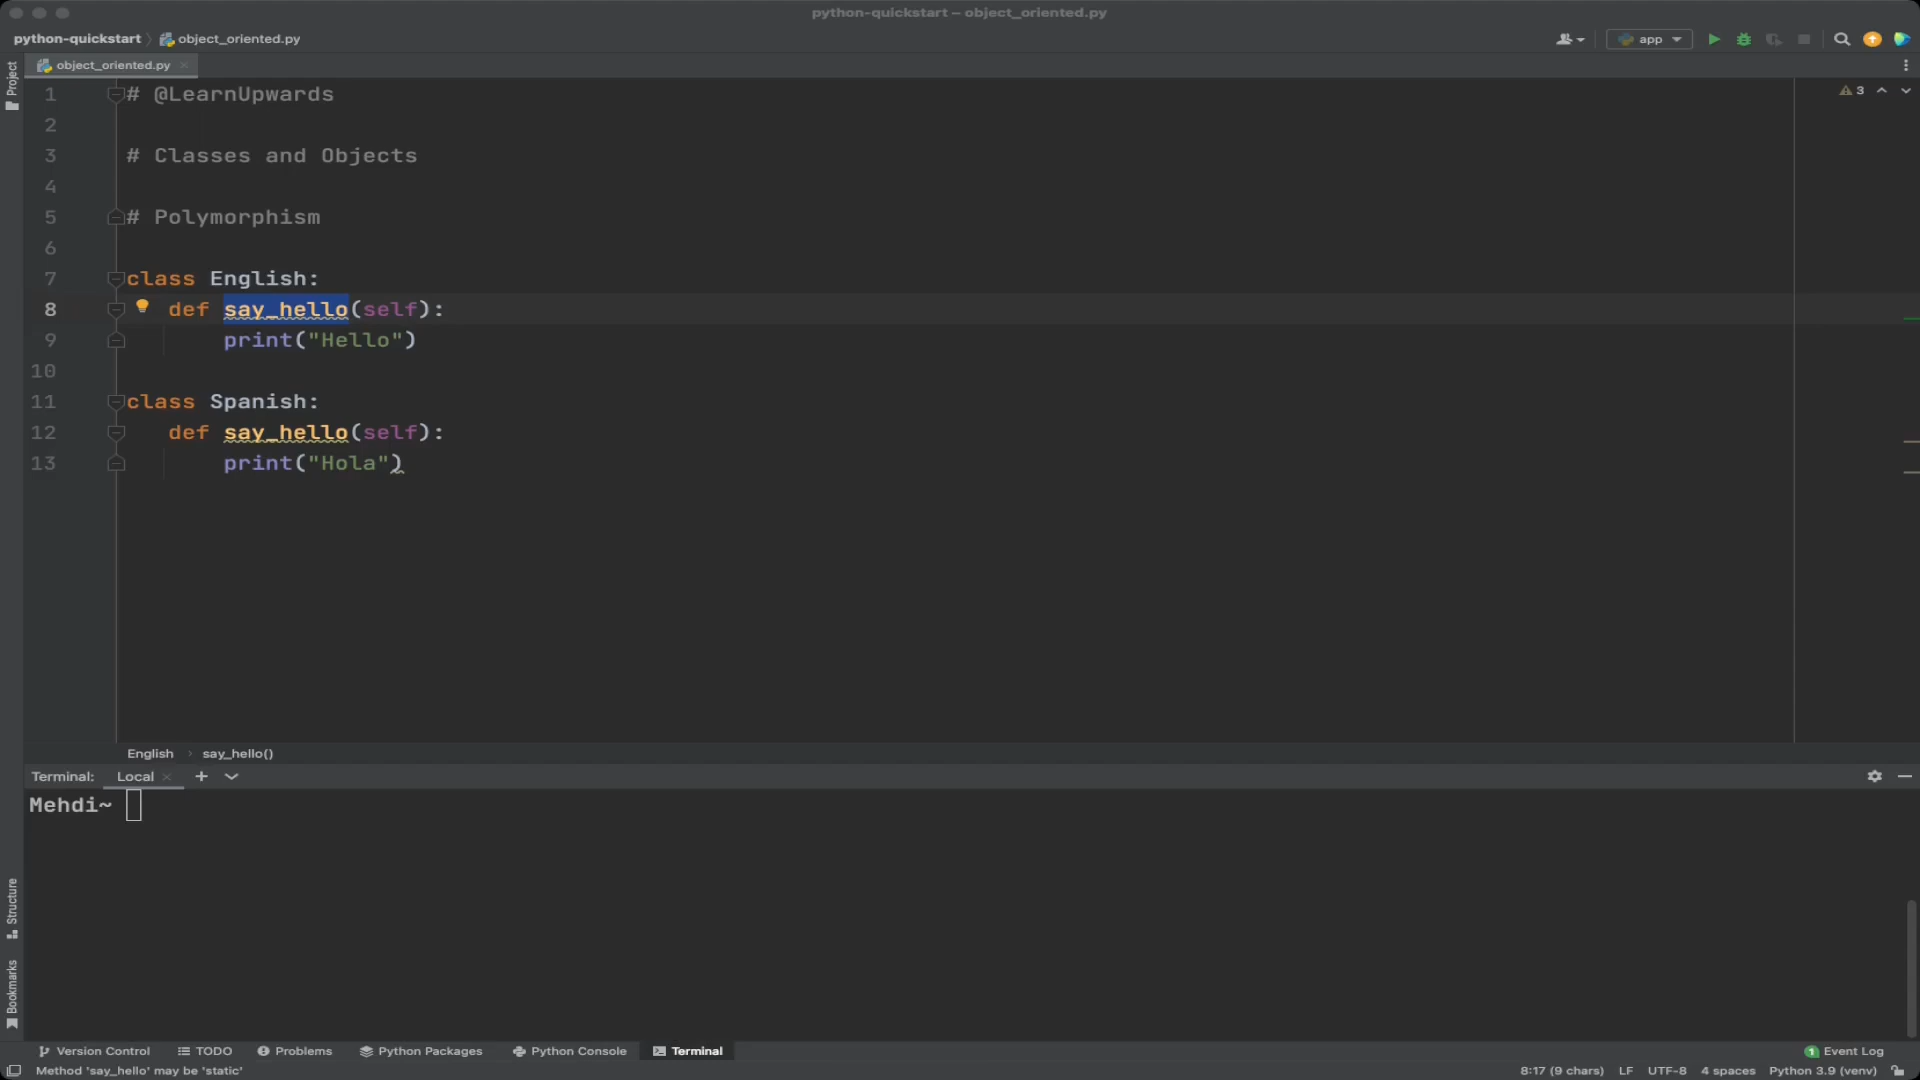 python-quickstart – object_oriented.py
python-quickstart object_oriented.py
app
Project
object_oriented.py
3
1 # @LearnUpwards
2
3 # Classes and Objects
4
5 # Polymorphism
6
7 class English:
8 def say_hello(self):
9 print("Hello")
10
11 class Spanish:
12 def say_hello(self):
13 print("Hola")
English › say_hello()
Terminal: Local
Mehdi~
Structure
Bookmarks
Version Control TODO Problems Python Packages Python Console Terminal 1 Event Log
Method 'say_hello' may be 'static' 8:17 (9 chars) LF UTF-8 4 spaces Python 3.9 (venv)